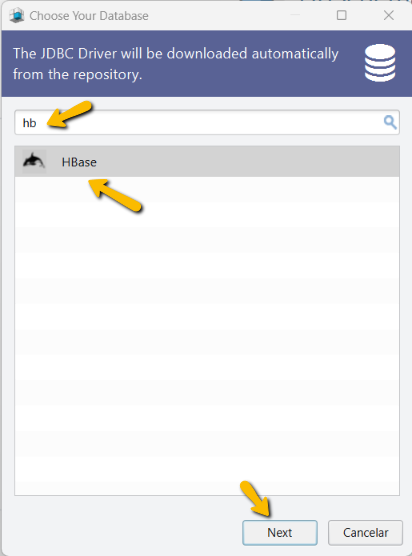 Choose Your Database
The JDBC Driver will be downloaded automatically
from the repository.
hb
HBase
Next
Cancelar